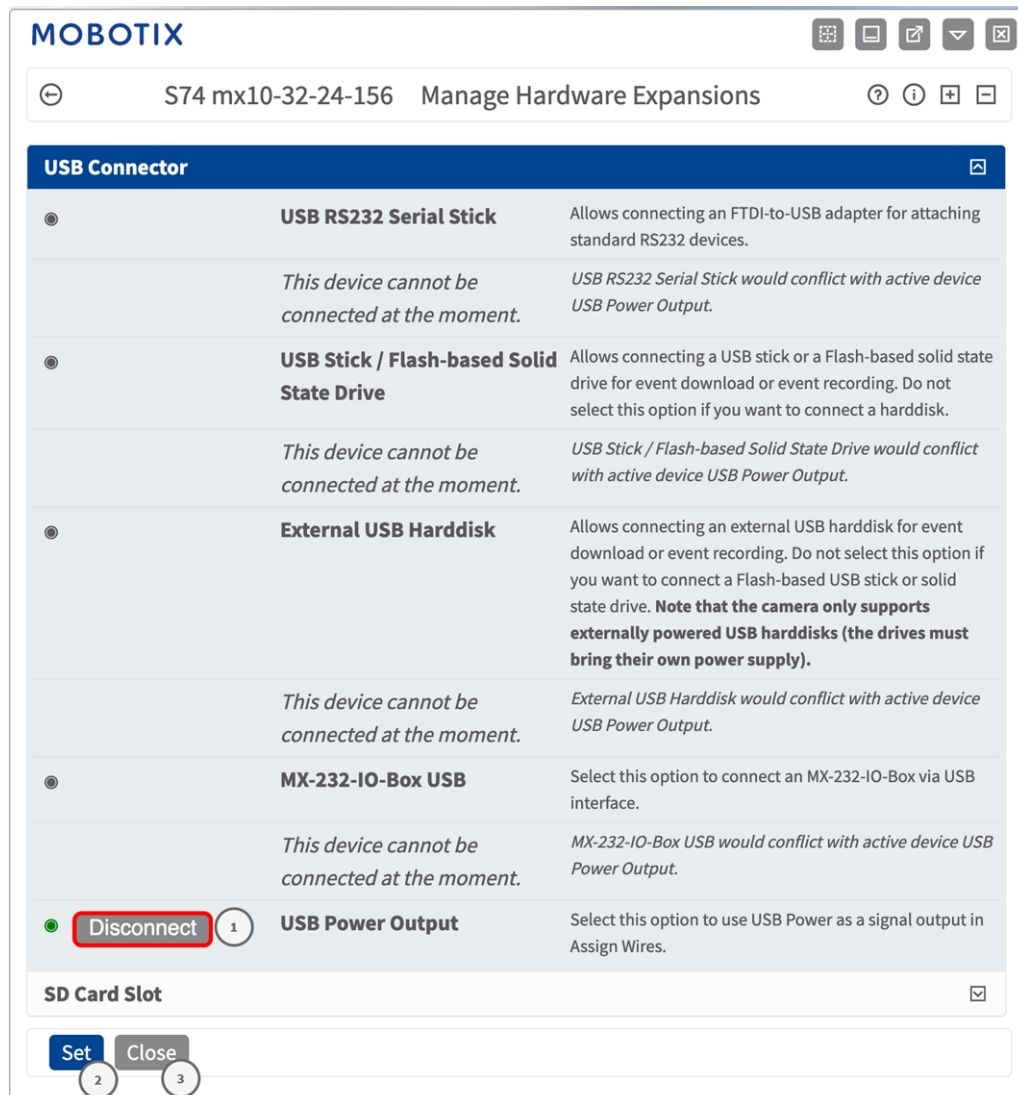 MOBOTIX
S74 mx10-32-24-156 Manage Hardware Expansions
USB Connector
USB RS232 Serial Stick
Allows connecting an FTDI-to-USB adapter for attaching
standard RS232 devices.
This device cannot be
connected at the moment.
USB RS232 Serial Stick would conflict with active device
USB Power Output.
USB Stick / Flash-based Solid
State Drive
Allows connecting a USB stick or a Flash-based solid state
drive for event download or event recording. Do not
select this option if you want to connect a harddisk.
This device cannot be
connected at the moment.
USB Stick / Flash-based Solid State Drive would conflict
with active device USB Power Output.
External USB Harddisk
Allows connecting an external USB harddisk for event
download or event recording. Do not select this option if
you want to connect a Flash-based USB stick or solid
state drive. Note that the camera only supports
externally powered USB harddisks (the drives must
bring their own power supply).
This device cannot be
connected at the moment.
External USB Harddisk would conflict with active device
USB Power Output.
MX-232-IO-Box USB
Select this option to connect an MX-232-IO-Box via USB
interface.
This device cannot be
connected at the moment.
MX-232-IO-Box USB would conflict with active device USB
Power Output.
Disconnect 1
USB Power Output
Select this option to use USB Power as a signal output in
Assign Wires.
SD Card Slot
Set Close
2 3